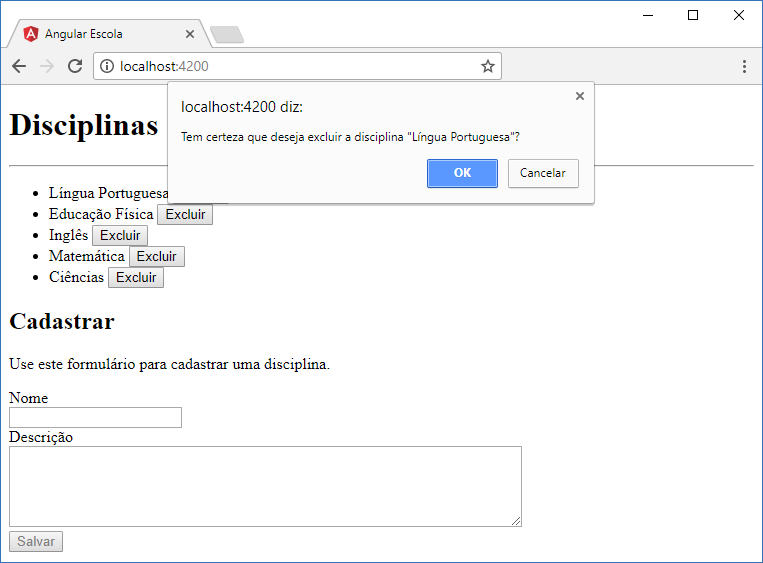 Angular Escola
localhost:4200
localhost:4200 diz:
Tem certeza que deseja excluir a disciplina "Língua Portuguesa"?
OK Cancelar
Disciplinas
Língua Portuguesa
Educação Física Excluir
Inglês Excluir
Matemática Excluir
Ciências Excluir
Cadastrar
Use este formulário para cadastrar uma disciplina.
Nome
Descrição
Salvar